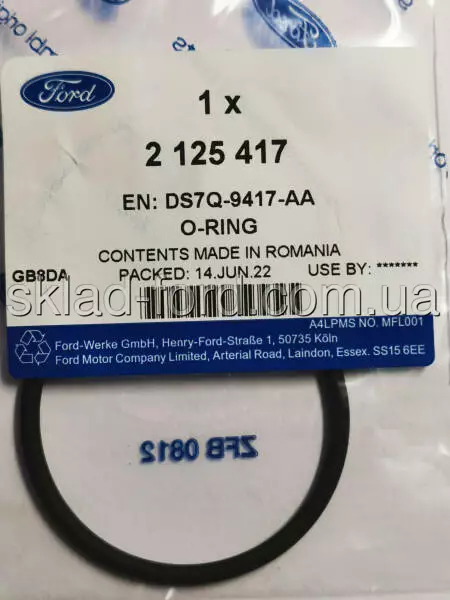 Ford
1 x
2 125 417
EN: DS7Q-9417-AA
O-RING
CONTENTS MADE IN ROMANIA
GB8DA PACKED: 14.JUN.22 USE BY: *******
sklad-ford.com.ua
A4LPMS NO. MFL001
Ford-Werke GmbH, Henry-Ford-Straße 1, 50735 Köln
Ford Motor Company Limited, Arterial Road, Laindon, Essex. SS15 6EE
ZFB 0812